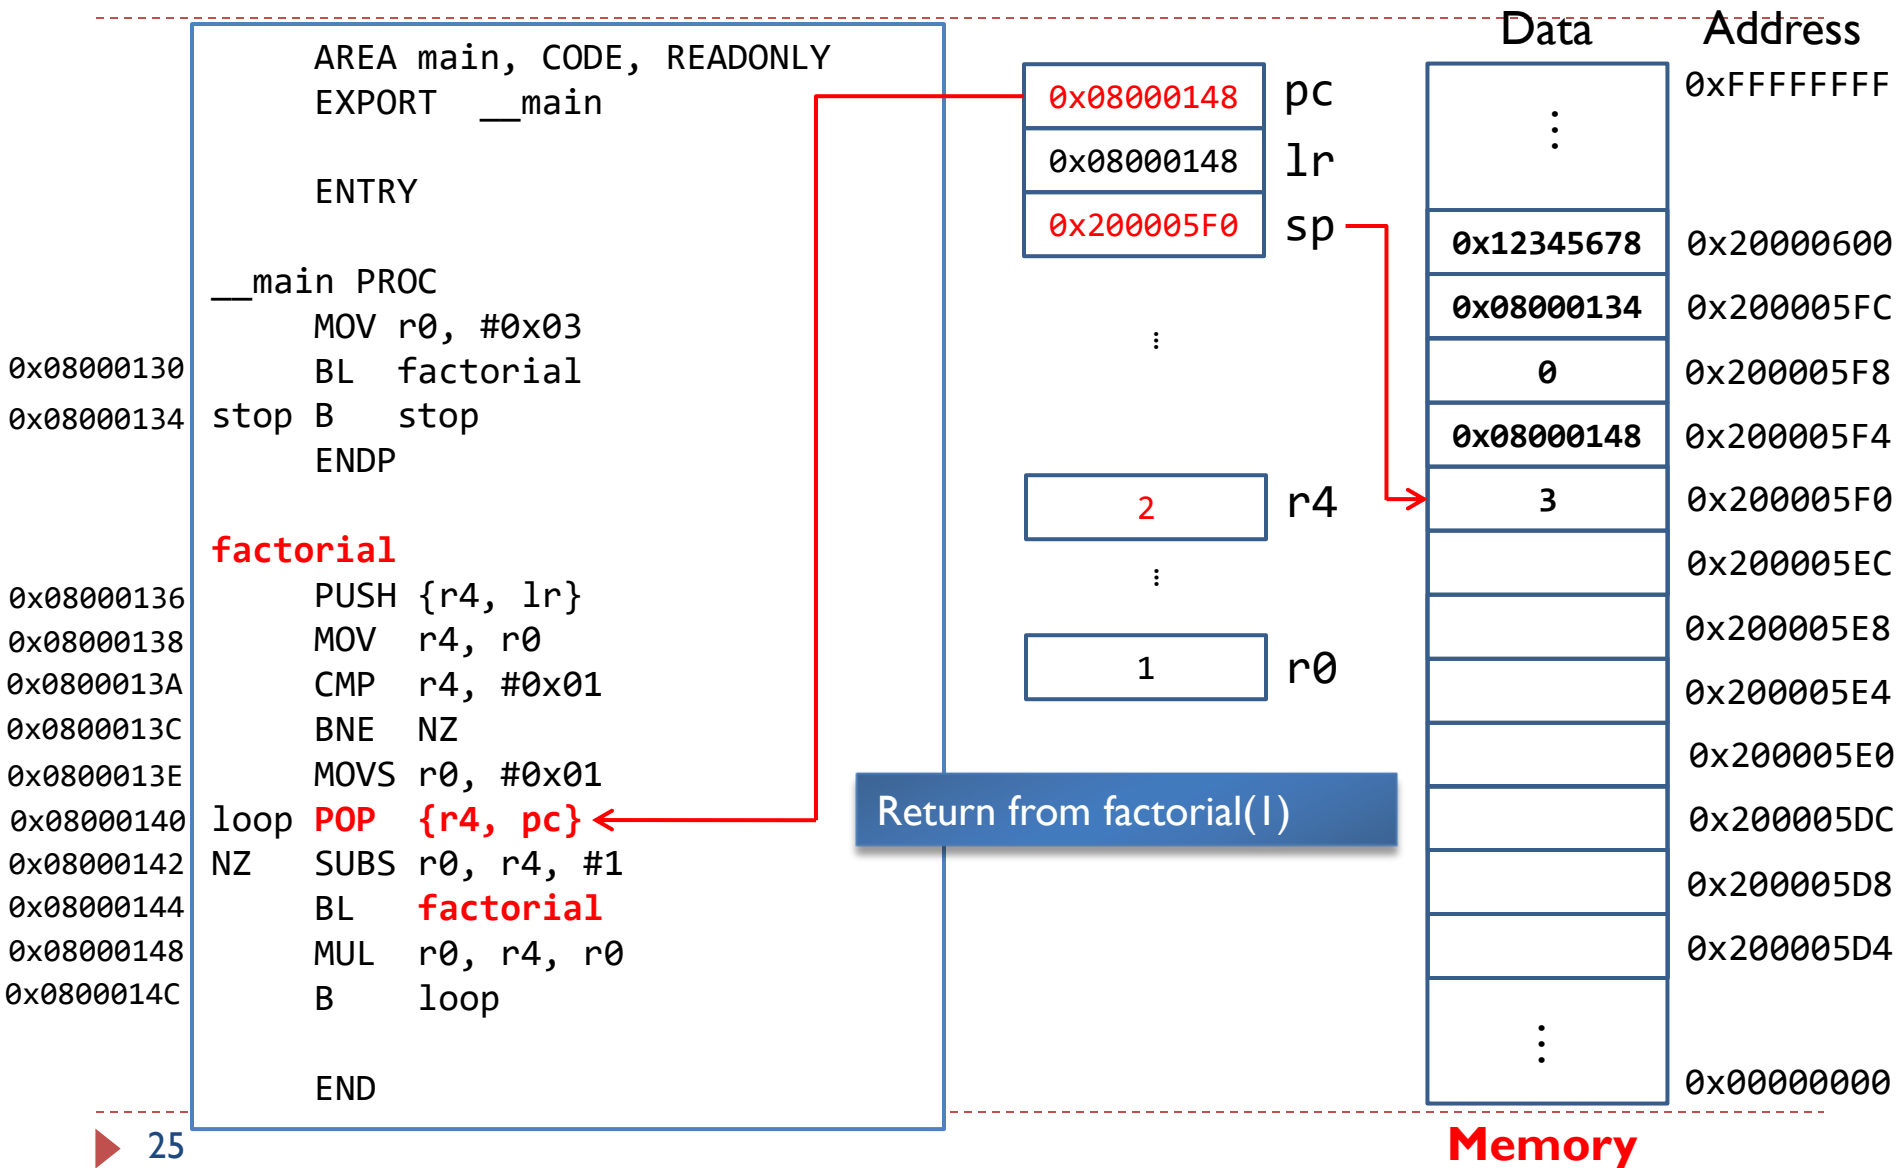 AREA main, CODE, READONLY
EXPORT __main
ENTRY
__main PROC
MOV r0, #0x03
0x08000130 BL factorial
0x08000134 stop B stop
ENDP
factorial
0x08000136 PUSH {r4, lr}
0x08000138 MOV r4, r0
0x0800013A CMP r4, #0x01
0x0800013C BNE NZ
0x0800013E MOVS r0, #0x01
0x08000140 loop POP {r4, pc}
0x08000142 NZ SUBS r0, r4, #1
0x08000144 BL factorial
0x08000148 MUL r0, r4, r0
0x0800014C B loop
END
0x08000148 pc
0x08000148 lr
0x200005F0 sp
⋮
2 r4
⋮
1 r0
Return from factorial(1)
Data Address
0xFFFFFFFF
⋮
0x12345678 0x20000600
0x08000134 0x200005FC
0 0x200005F8
0x08000148 0x200005F4
3 0x200005F0
0x200005EC
0x200005E8
0x200005E4
0x200005E0
0x200005DC
0x200005D8
0x200005D4
⋮
0x00000000
Memory
25